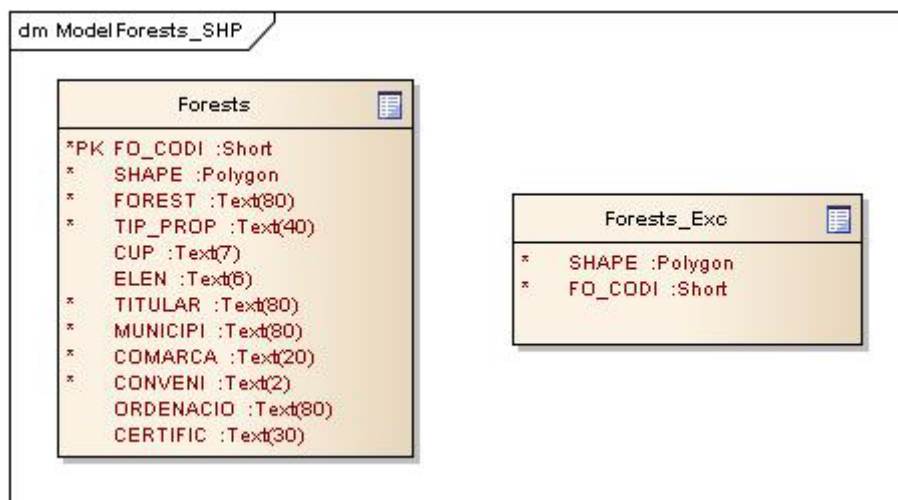 dm ModelForests_SHP
Forests
*PK FO_CODI :Short
* SHAPE :Polygon
* FOREST :Text(80)
* TIP_PROP :Text(40)
CUP :Text(7)
ELEN :Text(6)
* TITULAR :Text(80)
* MUNICIPI :Text(80)
* COMARCA :Text(20)
* CONVENI :Text(2)
ORDENACIO :Text(80)
CERTIFIC :Text(30)
Forests_Exc
* SHAPE :Polygon
* FO_CODI :Short